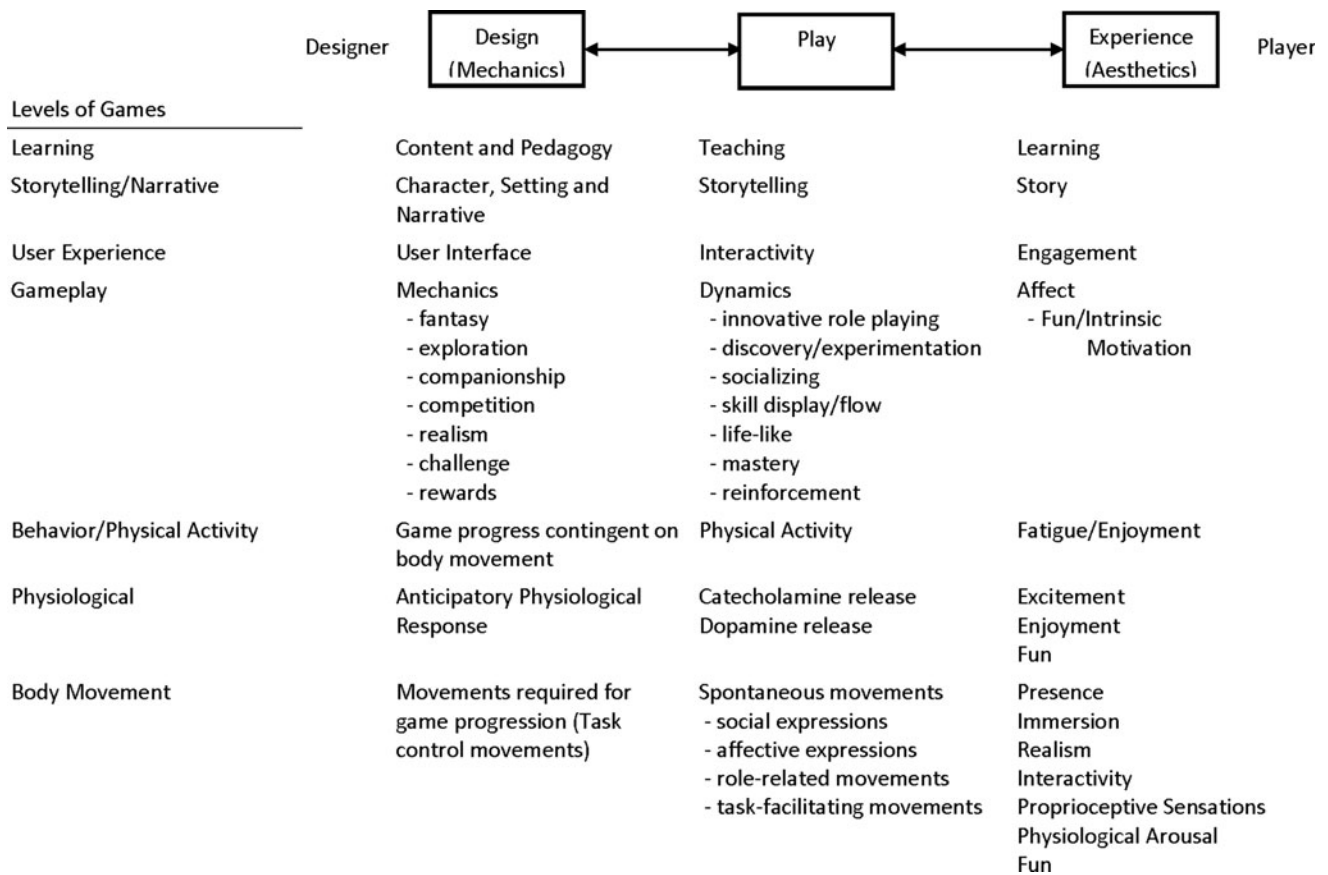 Designer
Design
(Mechanics)
Play
Experience
(Aesthetics)
Player
Levels of Games
Learning
Content and Pedagogy
Teaching
Learning
Storytelling/Narrative
Character, Setting and
Narrative
Storytelling
Story
User Experience
User Interface
Interactivity
Engagement
Gameplay
Mechanics
- fantasy
- exploration
- companionship
- competition
- realism
- challenge
- rewards
Dynamics
- innovative role playing
- discovery/experimentation
- socializing
- skill display/flow
- life-like
- mastery
- reinforcement
Affect
- Fun/Intrinsic
Motivation
Behavior/Physical Activity
Game progress contingent on
body movement
Physical Activity
Fatigue/Enjoyment
Physiological
Anticipatory Physiological
Response
Catecholamine release
Dopamine release
Excitement
Enjoyment
Fun
Body Movement
Movements required for
game progression (Task
control movements)
Spontaneous movements
- social expressions
- affective expressions
- role-related movements
- task-facilitating movements
Presence
Immersion
Realism
Interactivity
Proprioceptive Sensations
Physiological Arousal
Fun